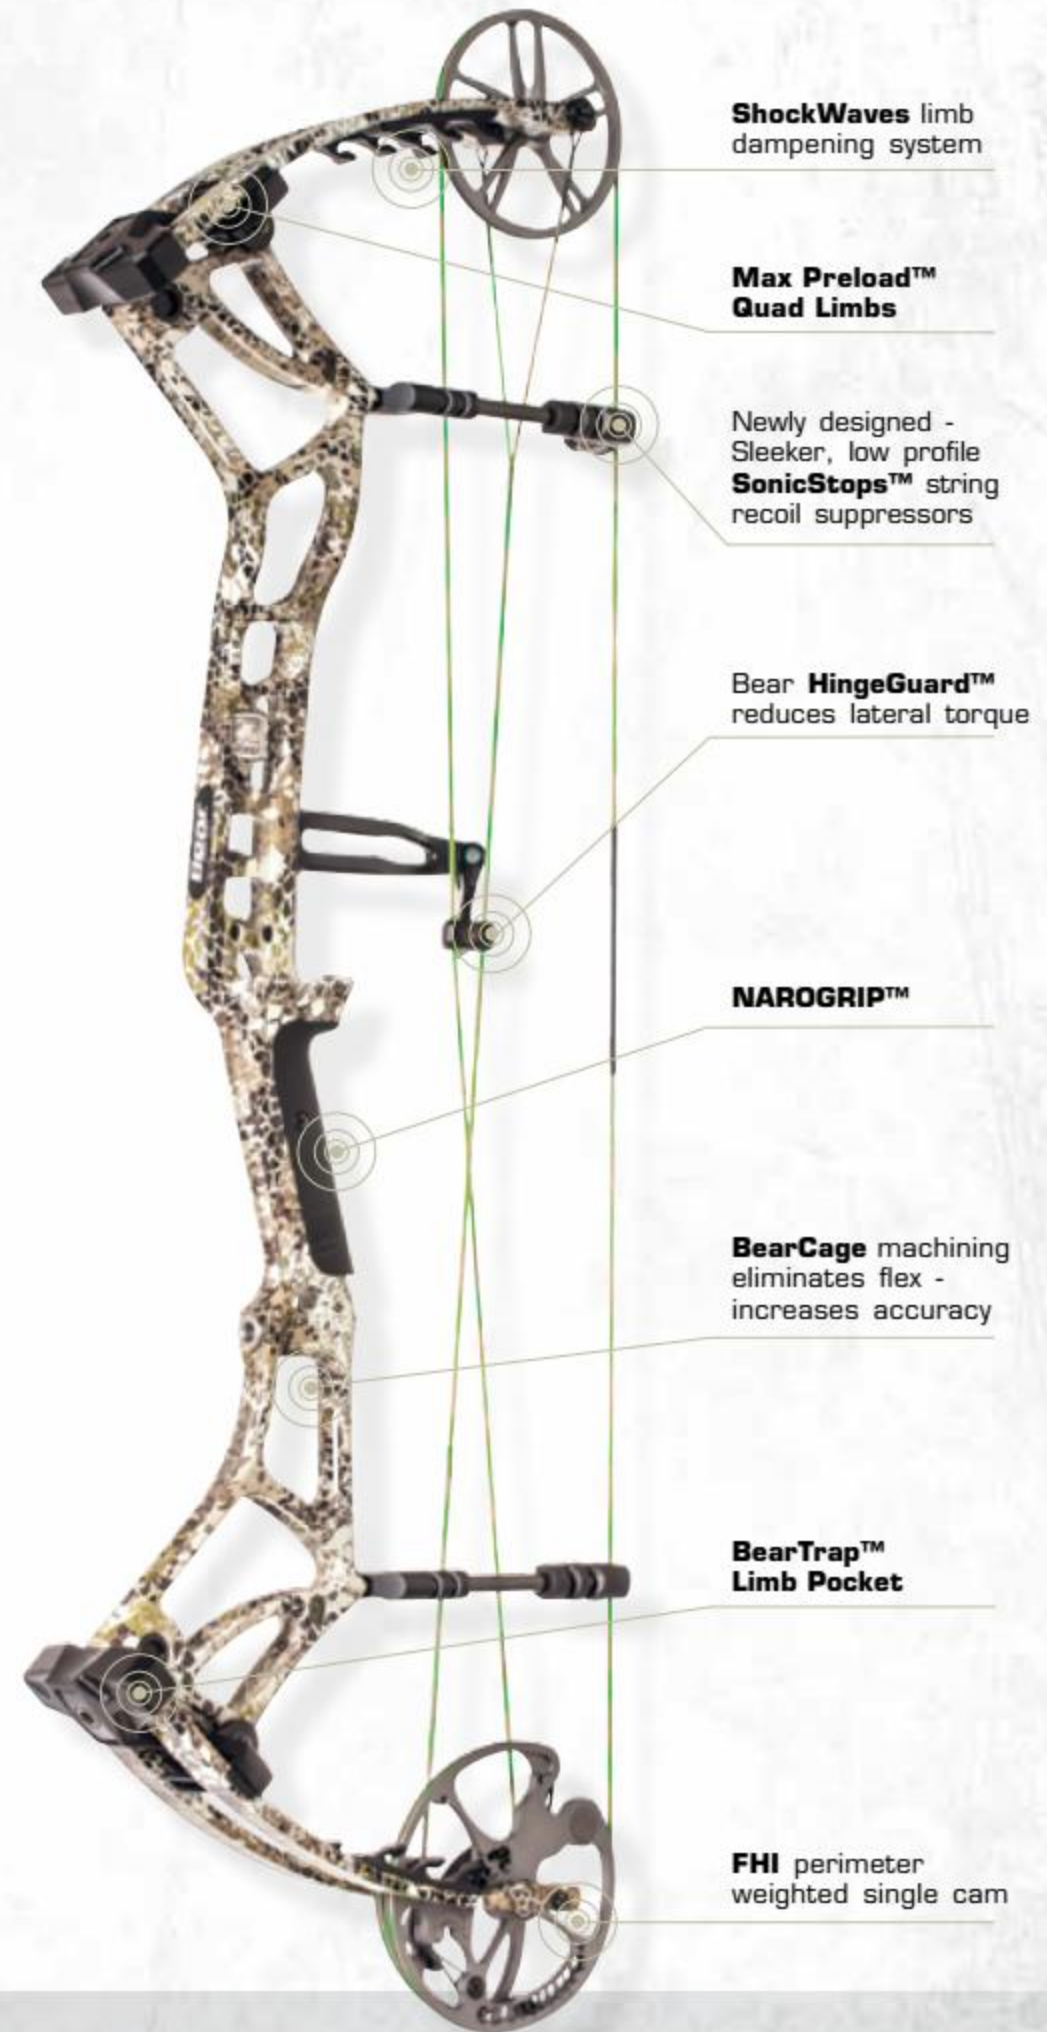 ShockWaves limb
dampening system
Max Preload™
Quad Limbs
Newly designed -
Sleeker, low profile
SonicStops™ string
recoil suppressors
Bear HingeGuard™
reduces lateral torque
BEAR
NAROGRIP™
BearCage machining
eliminates flex -
increases accuracy
BearTrap™
Limb Pocket
FHI perimeter
weighted single cam